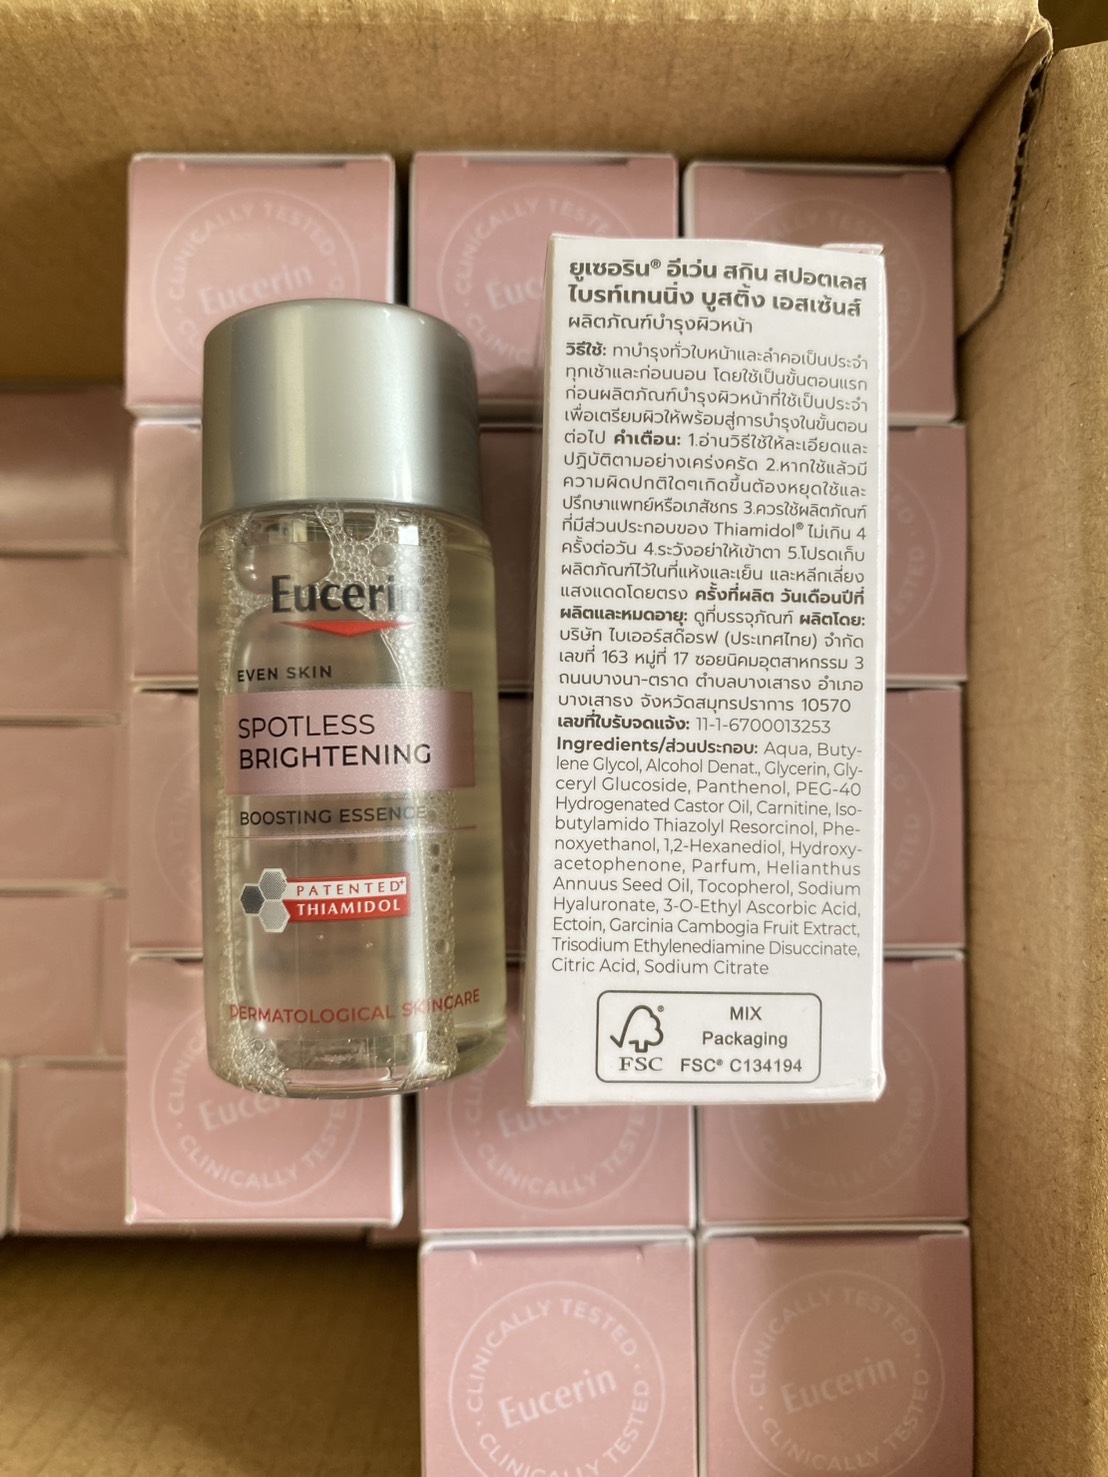 CLINICALLY TESTED
Eucerin
CLINICALLY TESTE
Euc
CLINIC
CLINICALLY TESTE
Eucerin
EVEN SKIN
SPOTLESS
BRIGHTENING
BOOSTING ESSENCE
PATENTED+
THIAMIDOL
DERMATOLOGICAL SKINCARE
ยูเซอริน® อีเว่น สกิน สปอตเลส
ไบรท์เทนนิ่ง บูสติ้ง เอสเซ้นส์
ผลิตภัณฑ์บำรุงผิวหน้า
วิธีใช้: ทาบำรุงทั่วใบหน้าและลำคอเป็นประจำ
ทุกเช้าและก่อนนอน โดยใช้เป็นขั้นตอนแรก
ก่อนผลิตภัณฑ์บำรุงผิวหน้าที่ใช้เป็นประจำ
เพื่อเตรียมผิวให้พร้อมสู่การบำรุงในขั้นตอน
ต่อไป คำเตือน: 1.อ่านวิธีใช้ให้ละเอียดและ
ปฏิบัติตามอย่างเคร่งครัด 2.หากใช้แล้วมี
ความผิดปกติใดๆเกิดขึ้นต้องหยุดใช้และ
ปรึกษาแพทย์หรือเภสัชกร 3.ควรใช้ผลิตภัณฑ์
ที่มีส่วนประกอบของ Thiamidol® ไม่เกิน 4
ครั้งต่อวัน 4.ระวังอย่าให้เข้าตา 5.โปรดเก็บ
ผลิตภัณฑ์ไว้ในที่แห้งและเย็น และหลีกเลี่ยง
แสงแดดโดยตรง ครั้งที่ผลิต วันเดือนปีที่
ผลิตและหมดอายุ: ดูที่บรรจุภัณฑ์ ผลิตโดย:
บริษัท ไบเออร์สด๊อรฟ (ประเทศไทย) จำกัด
เลขที่ 163 หมู่ที่ 17 ซอยนิคมอุตสาหกรรม 3
ถนนบางนา-ตราด ตำบลบางเสาธง อำเภอ
บางเสาธง จังหวัดสมุทรปราการ 10570
เลขที่ใบรับจดแจ้ง: 11-1-6700013253
Ingredients/ส่วนประกอบ: Aqua, Buty-
lene Glycol, Alcohol Denat., Glycerin, Gly-
ceryl Glucoside, Panthenol, PEG-40
Hydrogenated Castor Oil, Carnitine, Iso-
butylamido Thiazolyl Resorcinol, Phe-
noxyethanol, 1,2-Hexanediol, Hydroxy-
acetophenone, Parfum, Helianthus
Annuus Seed Oil, Tocopherol, Sodium
Hyaluronate, 3-O-Ethyl Ascorbic Acid,
Ectoin, Garcinia Cambogia Fruit Extract,
Trisodium Ethylenediamine Disuccinate,
Citric Acid, Sodium Citrate
FSC
MIX
Packaging
FSC® C134194
Eucerin
CLINICALLY TESTE
CLINICALLY TESTED
CLINICALLY TESTED
CLINICALLY TESTED
Eucerin
CLINICALLY TESTED
CLINICALLY TESTED
Eucerin
CLINICALLY TESTED